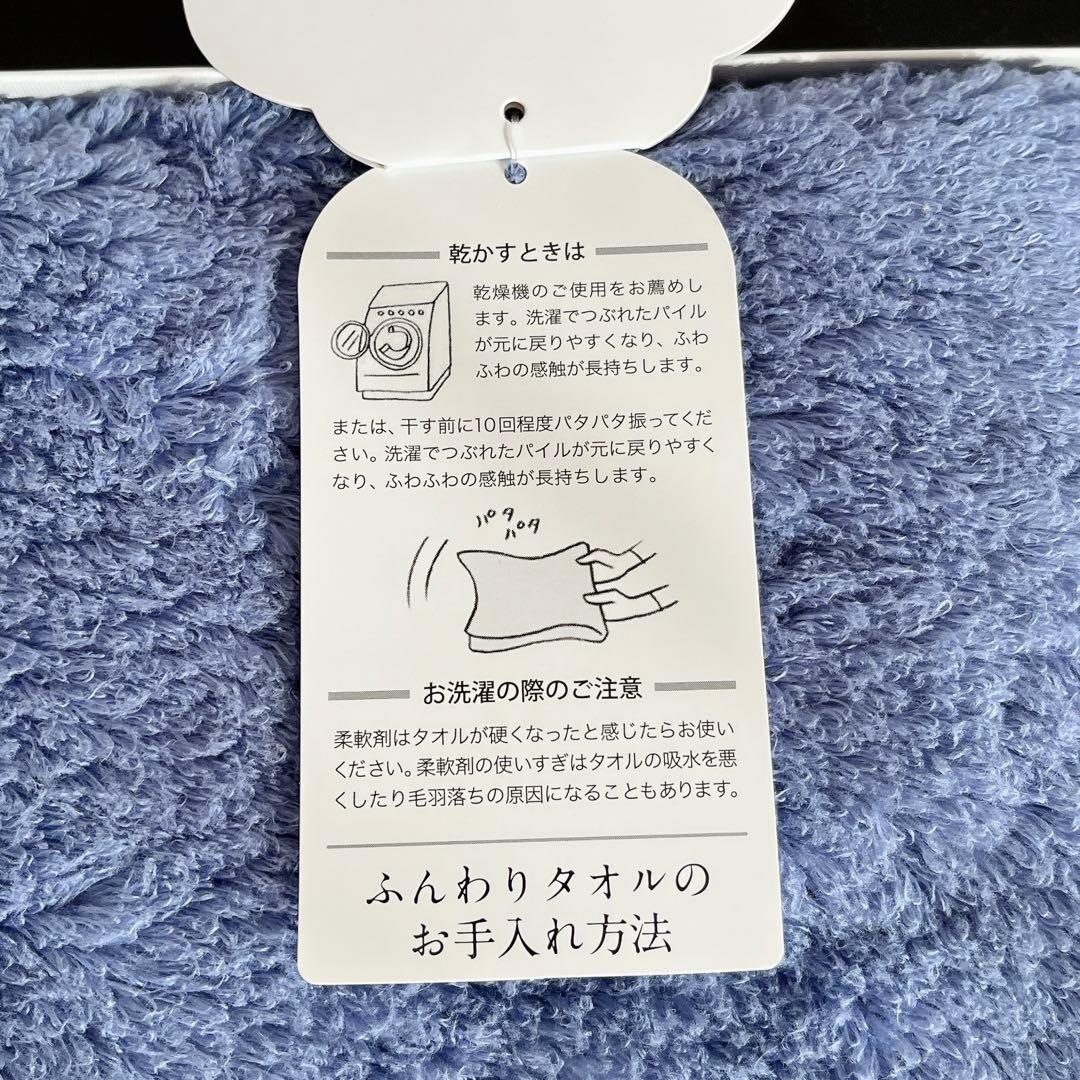 乾かすときは
乾燥機のご使用をお薦めし
ます。洗濯でつぶれたパイル
が元に戻りやすくなり、ふわ
ふわの感触が長持ちします。
または、干す前に10回程度パタパタ振ってくだ
さい。洗濯でつぶれたパイルが元に戻りやすく
なり、ふわふわの感触が長持ちします。
パタ
パタ
お洗濯の際のご注意
柔軟剤はタオルが硬くなったと感じたらお使い
ください。柔軟剤の使いすぎはタオルの吸水を悪
くしたり毛羽落ちの原因になることもあります。
ふんわりタオルの
お手入れ方法